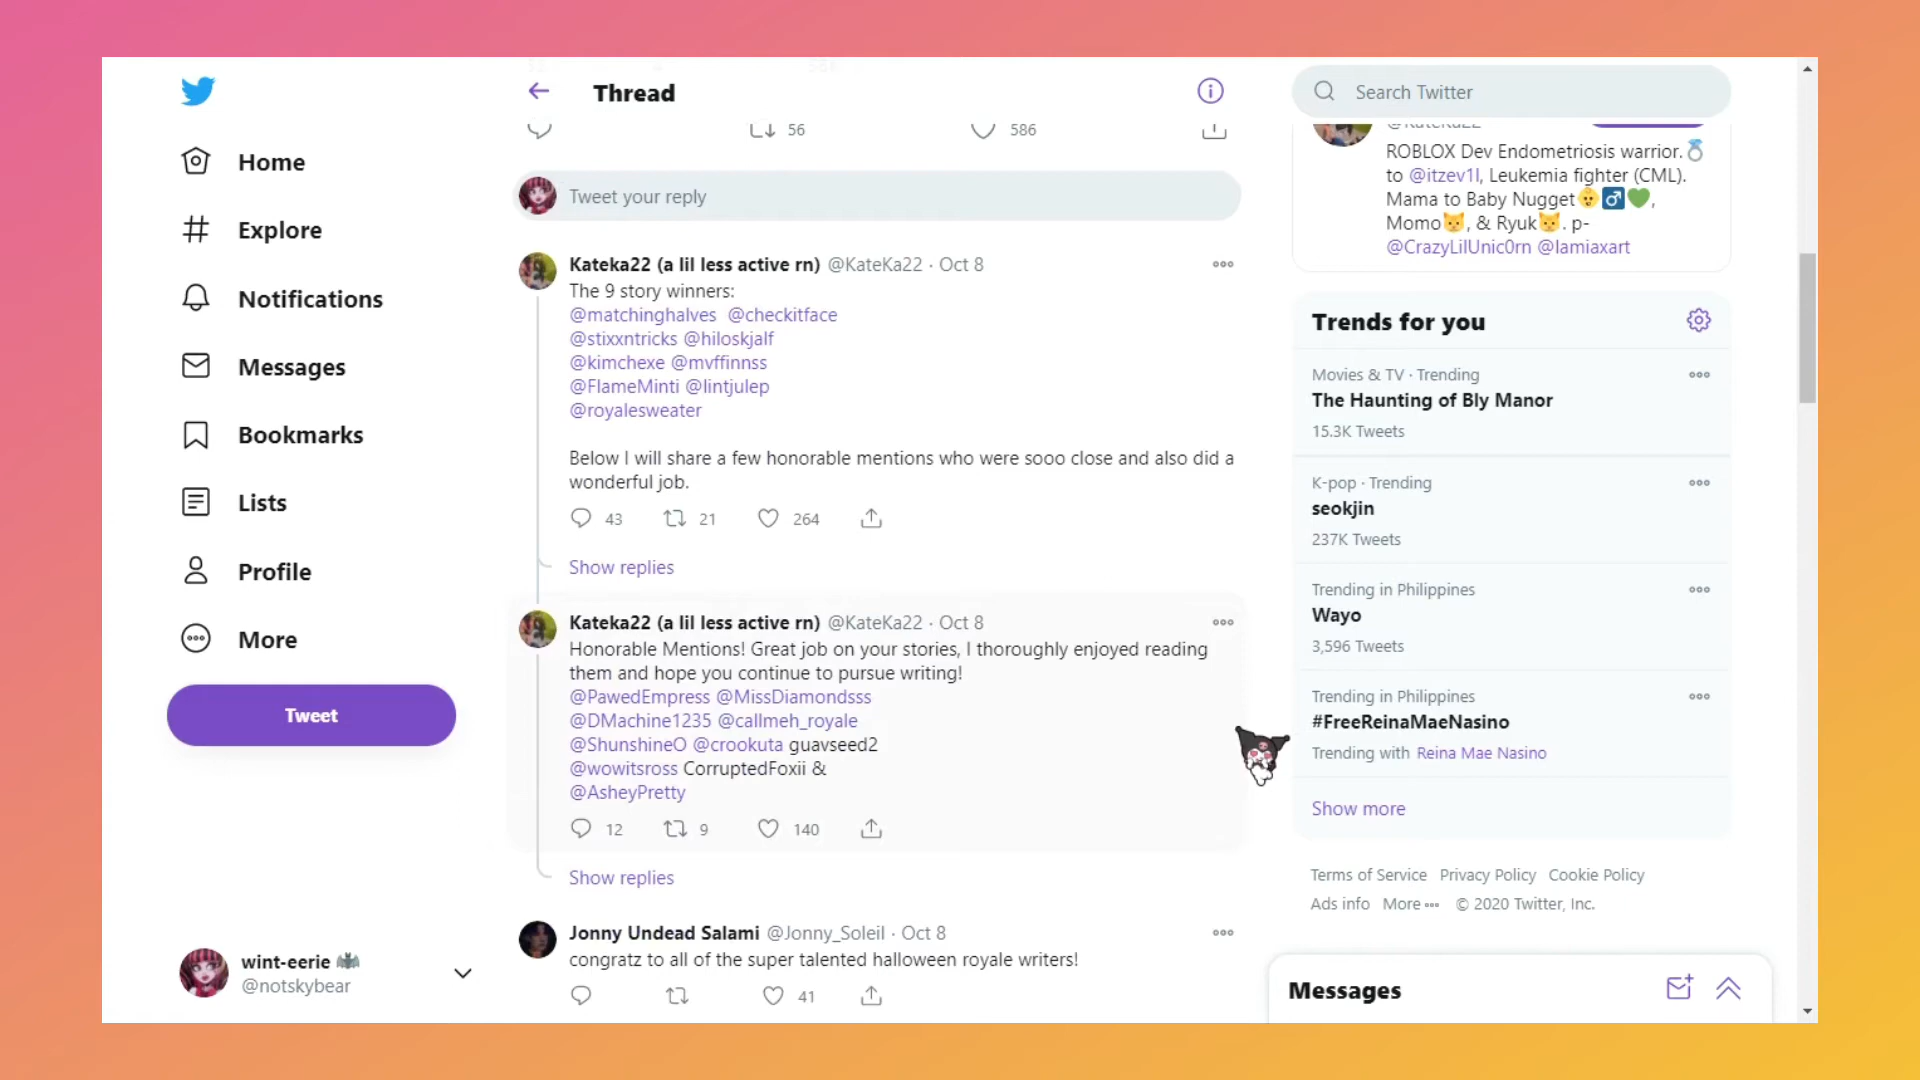 Thread
Search Twitter
56
586
Home
Explore
Notifications
Messages
Bookmarks
Lists
Profile
More
Tweet
wint-eerie
@notskybear
Tweet your reply
Kateka22 (a lil less active rn) @KateKa22 · Oct 8
The 9 story winners:
@matchinghalves @checkitface
@stixxntricks @hiloskjalf
@kimchexe @mvffinnss
@FlameMinti @lintjulep
@royalesweater
Below I will share a few honorable mentions who were sooo close and also did a
wonderful job.
43 21 264
Show replies
Kateka22 (a lil less active rn) @KateKa22 · Oct 8
Honorable Mentions! Great job on your stories, I thoroughly enjoyed reading
them and hope you continue to pursue writing!
@PawedEmpress @MissDiamondsss
@DMachine1235 @callmeh_royale
@ShunshineO @crookuta guavseed2
@wowitsross CorruptedFoxii &
@AsheyPretty
12 9 140
Show replies
Jonny Undead Salami @Jonny_Soleil · Oct 8
congratz to all of the super talented halloween royale writers!
41
@KateKa22
ROBLOX Dev Endometriosis warrior.
to @itzev1l, Leukemia fighter (CML).
Mama to Baby Nugget ,
Momo , & Ryuk . p-
@CrazyLilUnic0rn @Iamiaxart
Trends for you
Movies & TV · Trending
The Haunting of Bly Manor
15.3K Tweets
K-pop · Trending
seokjin
237K Tweets
Trending in Philippines
Wayo
3,596 Tweets
Trending in Philippines
#FreeReinaMaeNasino
Trending with Reina Mae Nasino
Show more
Terms of Service Privacy Policy Cookie Policy
Ads info More © 2020 Twitter, Inc.
Messages